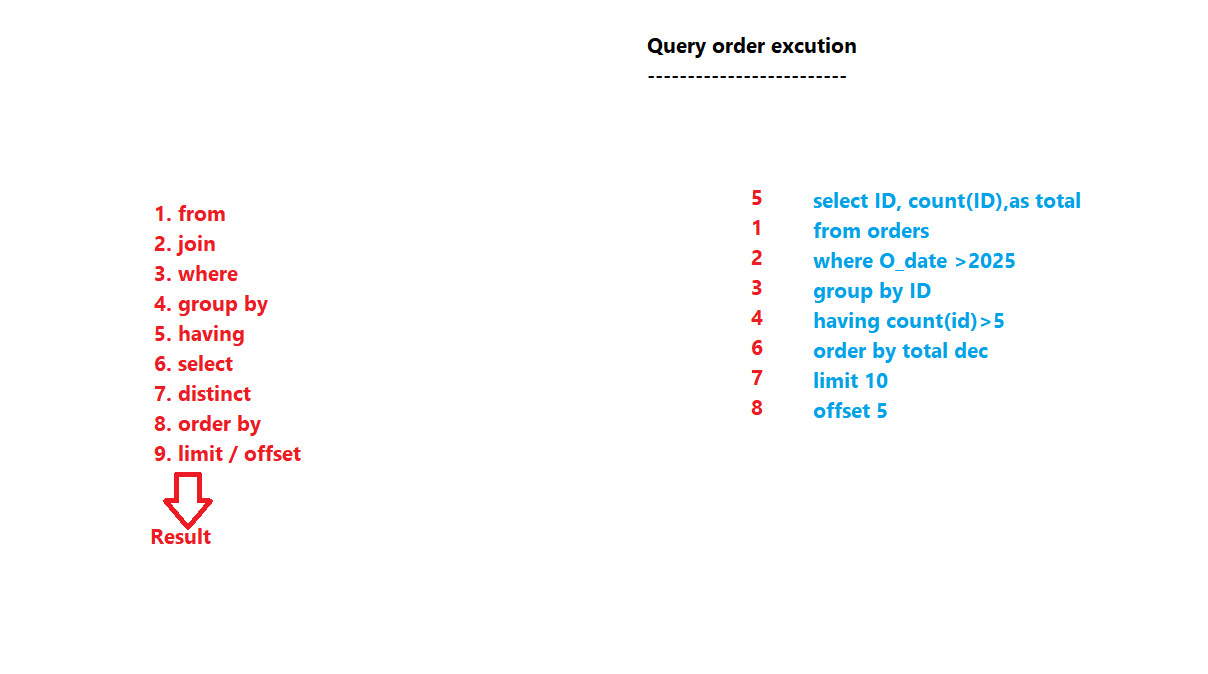 Query order excution
-------------------------
1. from
2. join
3. where
4. group by
5. having
6. select
7. distinct
8. order by
9. limit / offset
Result
5 select ID, count(ID),as total
1 from orders
2 where O_date >2025
3 group by ID
4 having count(id)>5
6 order by total dec
7 limit 10
8 offset 5